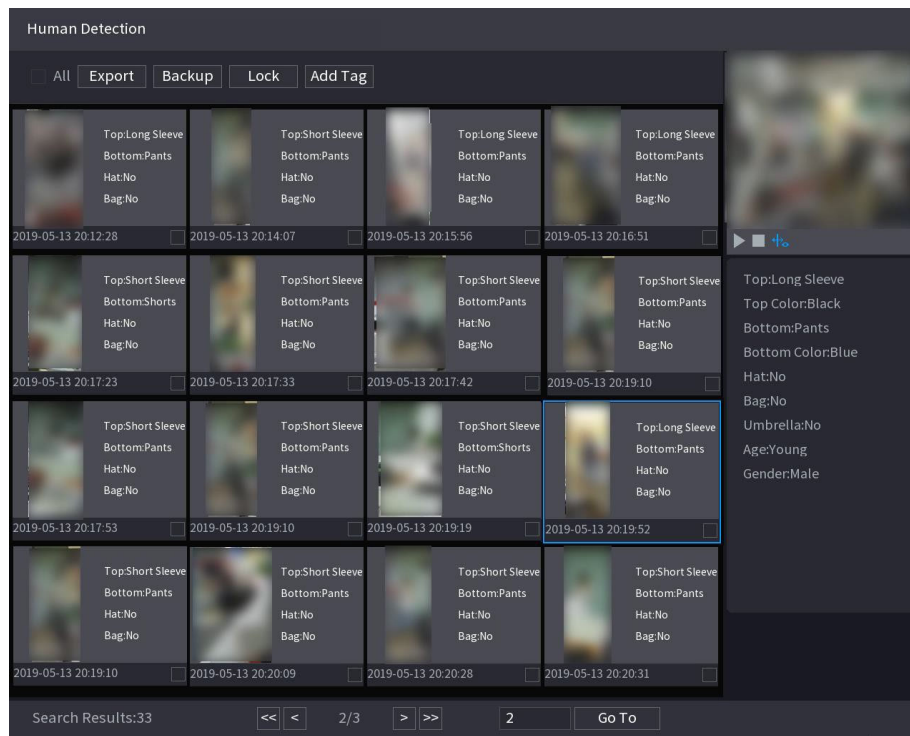 Human Detection
All Export Backup Lock Add Tag
Top:Long Sleeve
Bottom:Pants
Hat:No
Bag:No
2019-05-13 20:12:28
Top:Short Sleeve
Bottom:Pants
Hat:No
Bag:No
2019-05-13 20:14:07
Top:Long Sleeve
Bottom:Pants
Hat:No
Bag:No
2019-05-13 20:15:56
Top:Long Sleeve
Bottom:Pants
Hat:No
Bag:No
2019-05-13 20:16:51
Top:Short Sleeve
Bottom:Shorts
Hat:No
Bag:No
2019-05-13 20:17:23
Top:Short Sleeve
Bottom:Pants
Hat:No
Bag:No
2019-05-13 20:17:33
Top:Short Sleeve
Bottom:Pants
Hat:No
Bag:No
2019-05-13 20:17:42
Top:Short Sleeve
Bottom:Pants
Hat:No
Bag:No
2019-05-13 20:19:10
Top:Short Sleeve
Bottom:Pants
Hat:No
Bag:No
2019-05-13 20:17:53
Top:Short Sleeve
Bottom:Pants
Hat:No
Bag:No
2019-05-13 20:19:10
Top:Short Sleeve
Bottom:Shorts
Hat:No
Bag:No
2019-05-13 20:19:19
Top:Long Sleeve
Bottom:Pants
Hat:No
Bag:No
2019-05-13 20:19:52
Top:Short Sleeve
Bottom:Pants
Hat:No
Bag:No
2019-05-13 20:19:10
Top:Short Sleeve
Bottom:Pants
Hat:No
Bag:No
2019-05-13 20:20:09
Top:Short Sleeve
Bottom:Pants
Hat:No
Bag:No
2019-05-13 20:20:28
Top:Short Sleeve
Bottom:Pants
Hat:No
Bag:No
2019-05-13 20:20:31
Top:Long Sleeve
Top Color:Black
Bottom:Pants
Bottom Color:Blue
Hat:No
Bag:No
Umbrella:No
Age:Young
Gender:Male
Search Results:33 << < 2/3 > >> 2 Go To